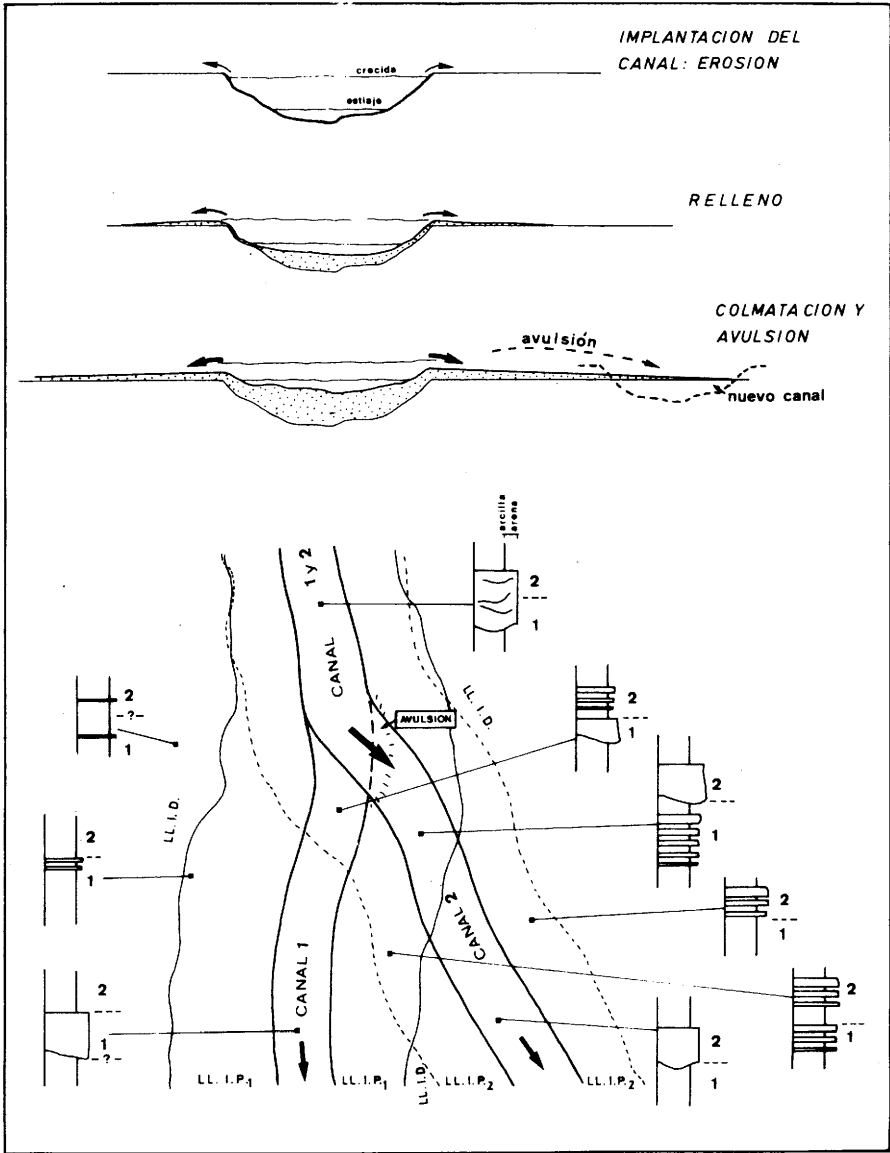 IMPLANTACION DEL
CANAL: EROSION
crecida
estiaje
RELLENO
COLMATACION Y
AVULSION
avulsión
nuevo canal
arcilla
arena
CANAL 1 y 2
2
1
AVULSION
LL. I. D.
2
-?-
1
2
1
LL. I. D.
2
1
2
1
2
1
CANAL 2
CANAL 1
2
1
2
1
-?-
2
1
LL. I. P.1
LL. I. P.1
LL. I. D.
LL. I. P.2
LL. I. P.2